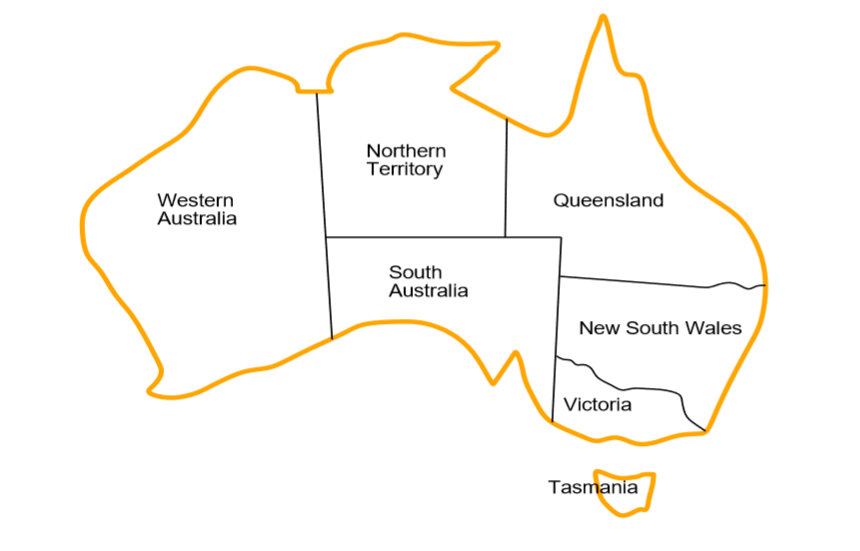 Northern
Territory
Western
Australia
Queensland
South
Australia
New South Wales
Victoria
Tasmania